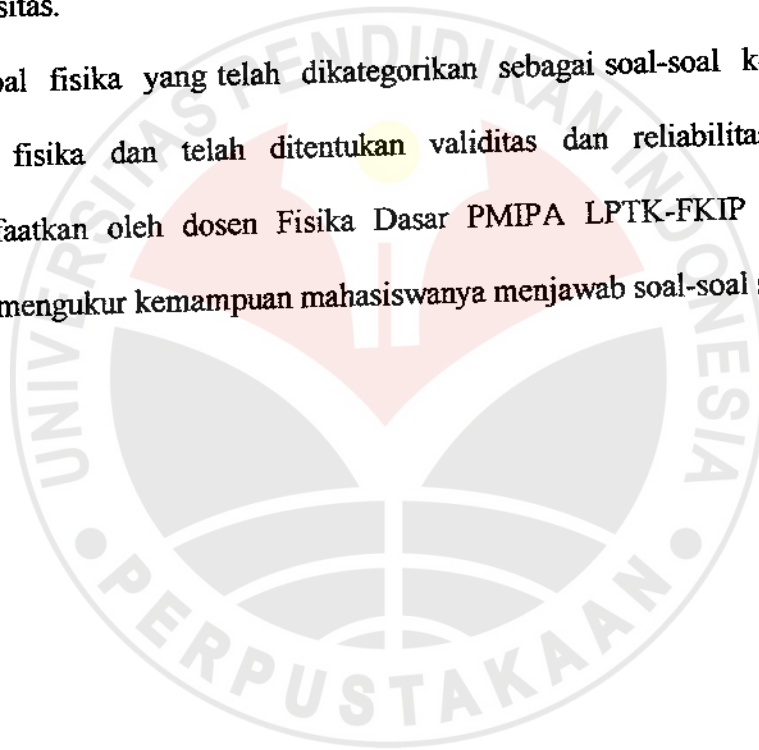 sitas.
oal fisika yang telah dikategorikan sebagai soal-soal k
fisika dan telah ditentukan validitas dan reliabilita
faatkan oleh dosen Fisika Dasar PMIPA LPTK-FKIP
mengukur kemampuan mahasiswanya menjawab soal-soal
UNIVERSITAS PENDIDIKAN INDONESIA
PERPUSTAKAAN